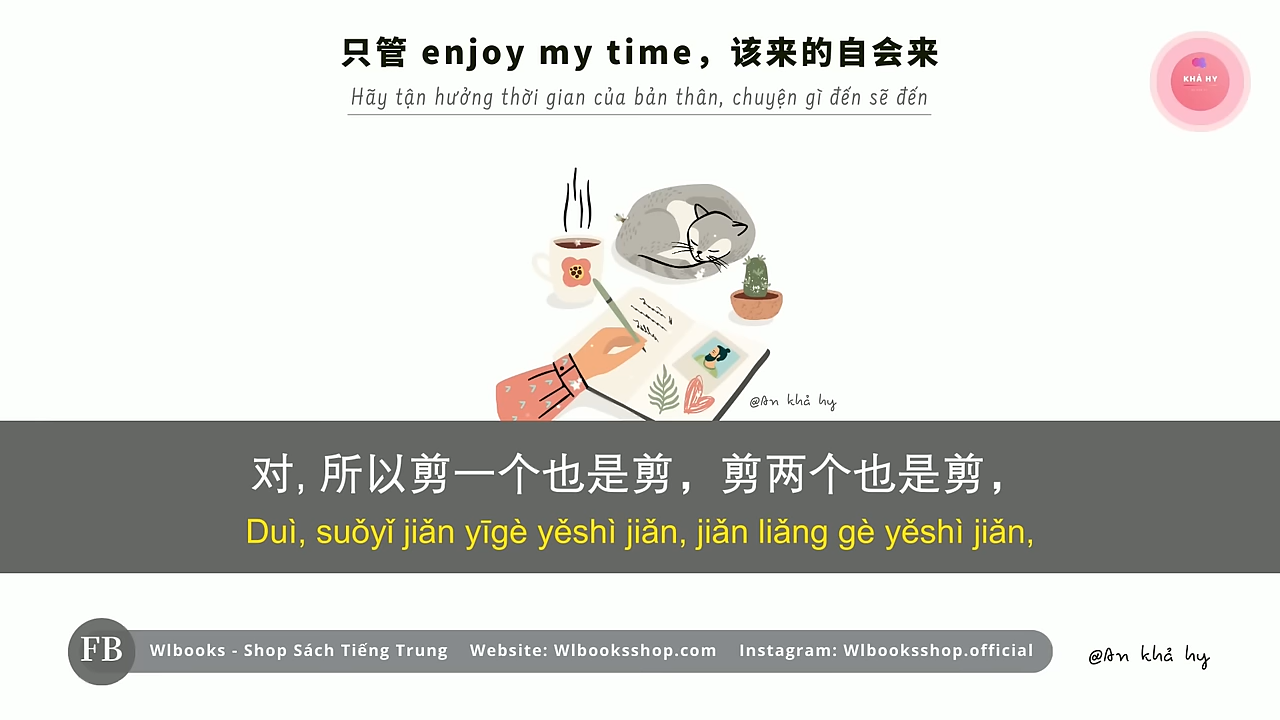 只管 enjoy my time，该来的自会来
Hãy tận hưởng thời gian của bản thân, chuyện gì đến sẽ đến
KHẢ HY
@An khả hy
对, 所以剪一个也是剪，剪两个也是剪，
Duì, suǒyǐ jiǎn yīgè yěshì jiǎn, jiǎn liǎng gè yěshì jiǎn,
FB Wlbooks - Shop Sách Tiếng Trung Website: Wlbooksshop.com Instagram: Wlbooksshop.official
@An khả hy